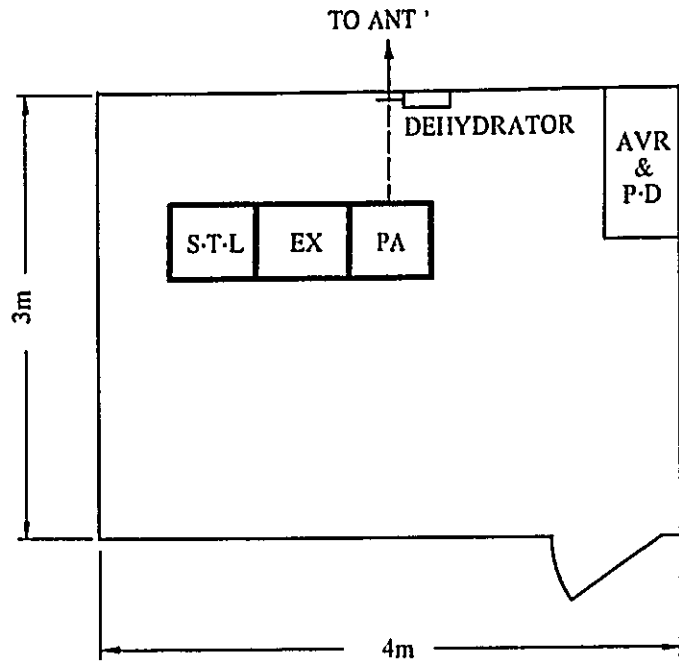 TO ANT '
DEHYDRATOR
AVR
&
P·D
S·T·L
EX
PA
3m
4m